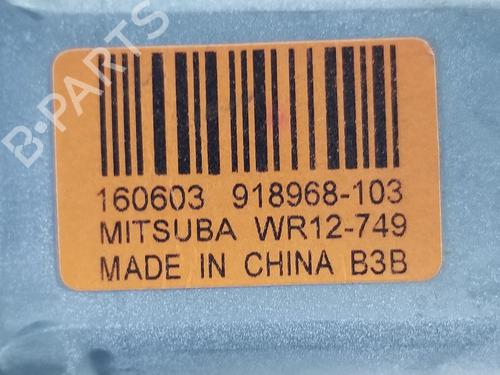 B-PARTS
160603 918968-103
MITSUBA WR12-749
MADE IN CHINA B3B